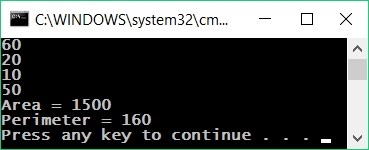 C:\WINDOWS\system32\cm...
60
20
10
50
Area = 1500
Perimeter = 160
Press any key to continue . . .